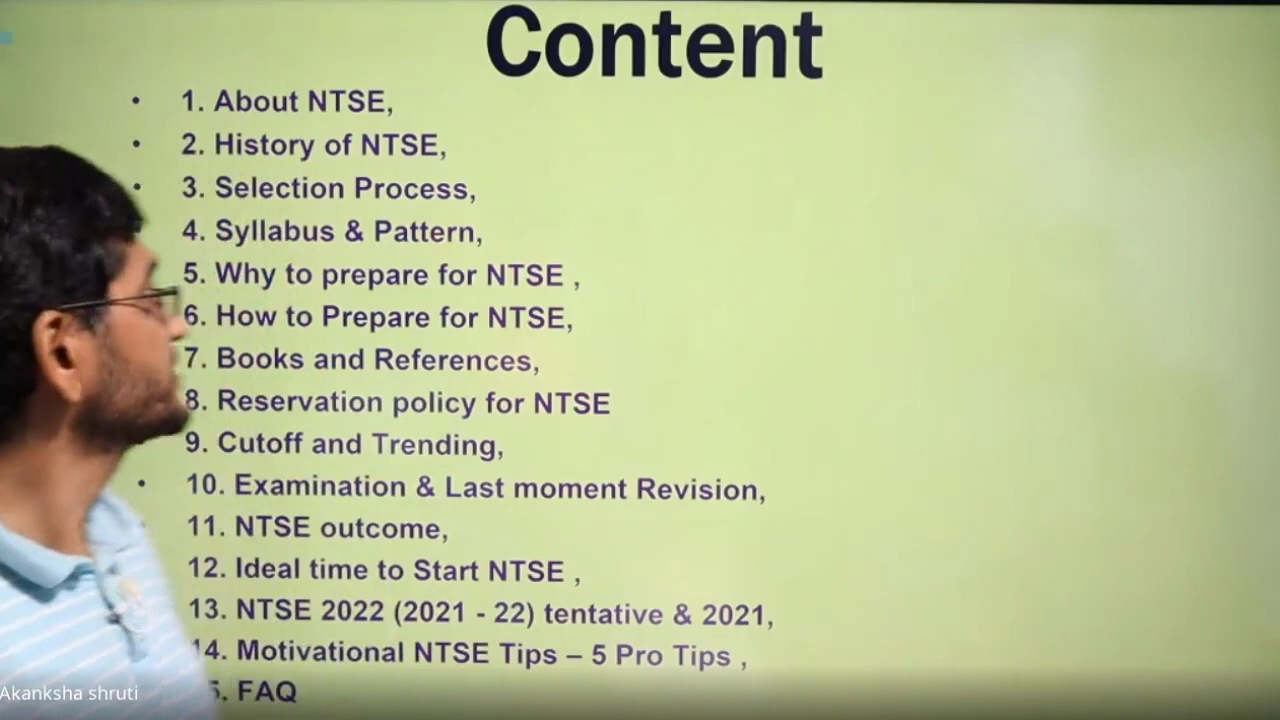 Content
• 1. About NTSE,
• 2. History of NTSE,
• 3. Selection Process,
4. Syllabus & Pattern,
5. Why to prepare for NTSE ,
6. How to Prepare for NTSE,
7. Books and References,
8. Reservation policy for NTSE
9. Cutoff and Trending,
• 10. Examination & Last moment Revision,
11. NTSE outcome,
12. Ideal time to Start NTSE ,
13. NTSE 2022 (2021 - 22) tentative & 2021,
14. Motivational NTSE Tips – 5 Pro Tips ,
5. FAQ
Akanksha shruti